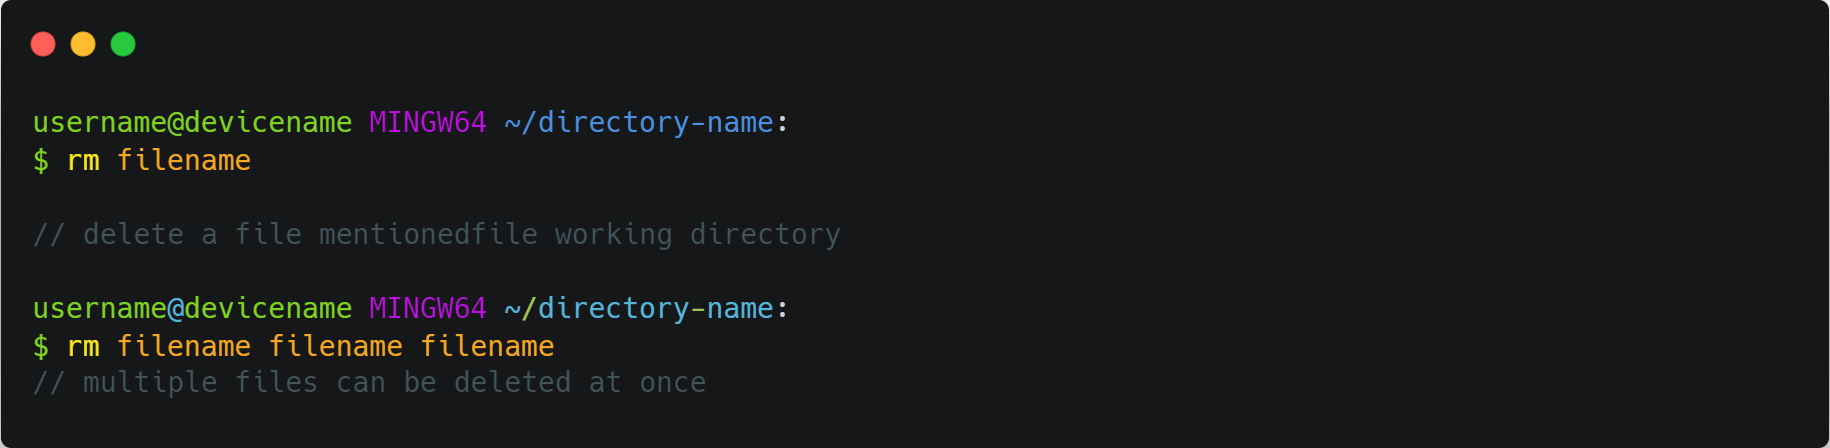 username@devicename MINGW64 ~/directory-name:
$ rm filename
// delete a file mentionedfile working directory
username@devicename MINGW64 ~/directory-name:
$ rm filename filename filename
// multiple files can be deleted at once